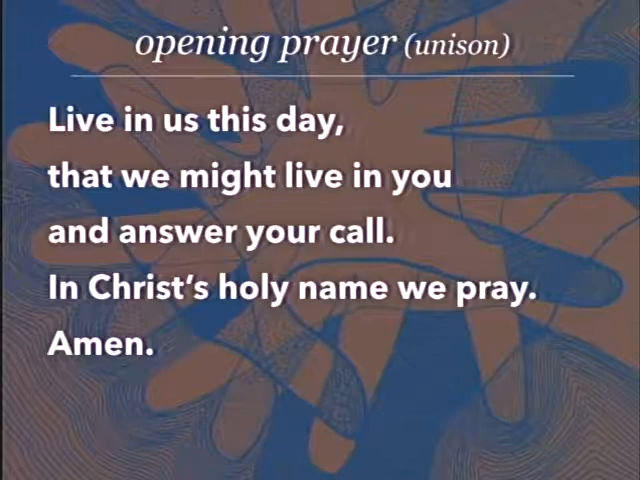 opening prayer (unison)
Live in us this day,
that we might live in you
and answer your call.
In Christ’s holy name we pray.
Amen.